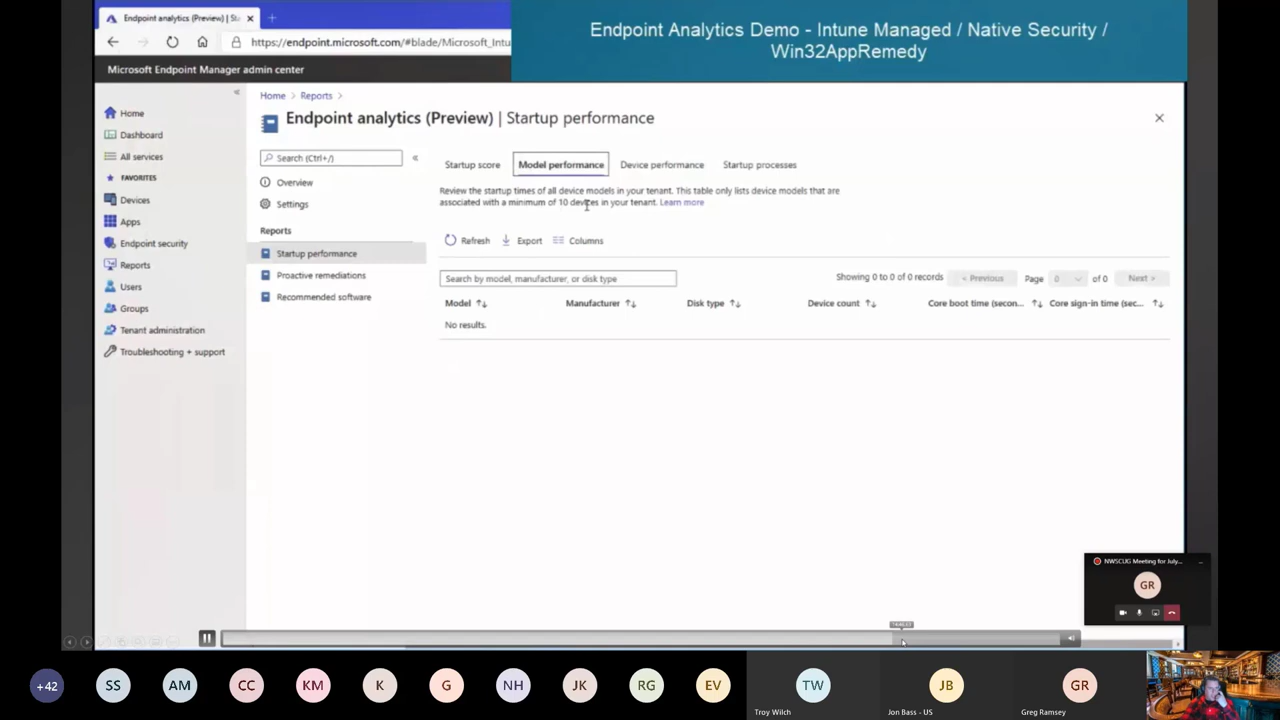 Endpoint analytics (Preview) | St
Endpoint Analytics Demo - Intune Managed / Native Security /
Win32AppRemedy
https://endpoint.microsoft.com/#blade/Microsoft_Intu
Microsoft Endpoint Manager admin center
Home > Reports >
Endpoint analytics (Preview) | Startup performance
Home
Dashboard
All services
FAVORITES
Devices
Apps
Endpoint security
Reports
Users
Groups
Tenant administration
Troubleshooting + support
Search (Ctrl+/)
Overview
Settings
Reports
Startup performance
Proactive remediations
Recommended software
Startup score Model performance Device performance Startup processes
Review the startup times of all device models in your tenant. This table only lists device models that are
associated with a minimum of 10 devices in your tenant. Learn more
Refresh Export Columns
Search by model, manufacturer, or disk type
Showing 0 to 0 of 0 records < Previous Page 0 of 0 Next >
Model Manufacturer Disk type Device count Core boot time (secon... Core sign-in time (sec...
No results.
NWSCUG Meeting for July...
GR
+42 SS AM CC KM K G NH JK RG EV TW JB GR
Troy Wilch Jon Bass - US Greg Ramsey